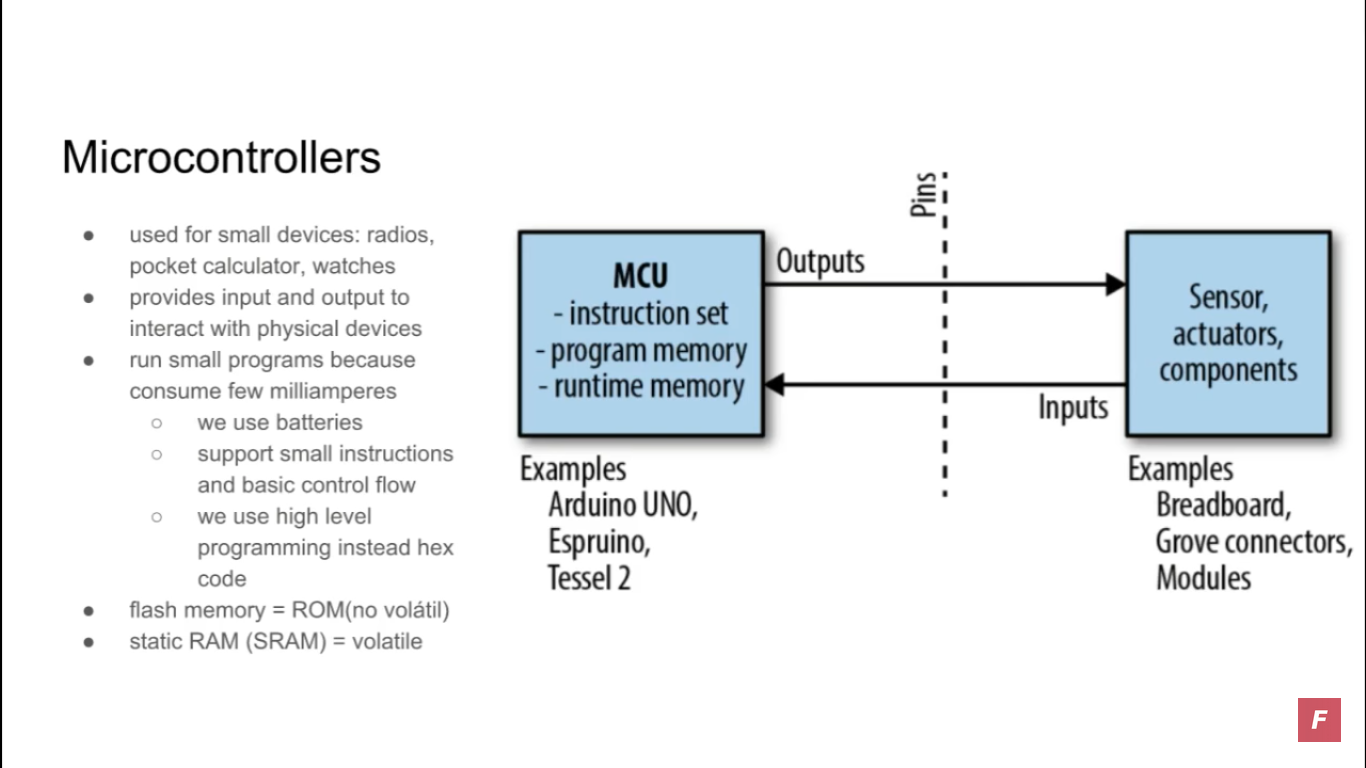 Microcontrollers
● used for small devices: radios,
pocket calculator, watches
● provides input and output to
interact with physical devices
● run small programs because
consume few milliamperes
○ we use batteries
○ support small instructions
and basic control flow
○ we use high level
programming instead hex
code
● flash memory = ROM(no volátil)
● static RAM (SRAM) = volatile
Pins
MCU
- instruction set
- program memory
- runtime memory
Outputs
Inputs
Sensor,
actuators,
components
Examples
Arduino UNO,
Espruino,
Tessel 2
Examples
Breadboard,
Grove connectors,
Modules
F